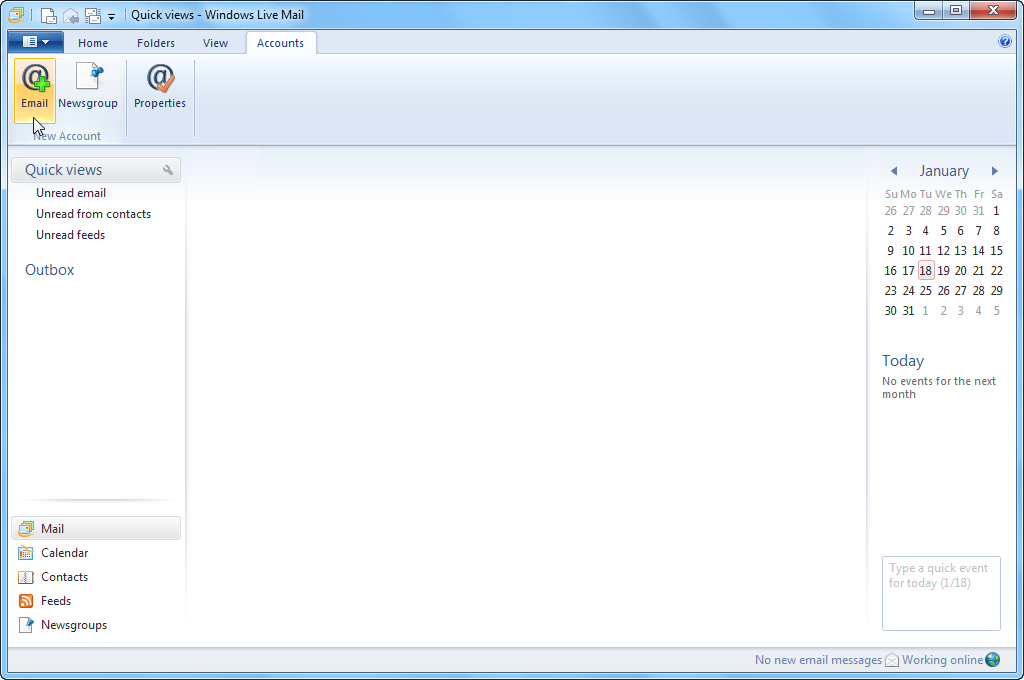 Quick views - Windows Live Mail
Home Folders View Accounts
Email Newsgroup Properties
New Account
Quick views
Unread email
Unread from contacts
Unread feeds
Outbox
Mail
Calendar
Contacts
Feeds
Newsgroups
January
Su Mo Tu We Th Fr Sa
26 27 28 29 30 31 1
2 3 4 5 6 7 8
9 10 11 12 13 14 15
16 17 18 19 20 21 22
23 24 25 26 27 28 29
30 31 1 2 3 4 5
Today
No events for the next
month
Type a quick event
for today (1/18)
No new email messages Working online